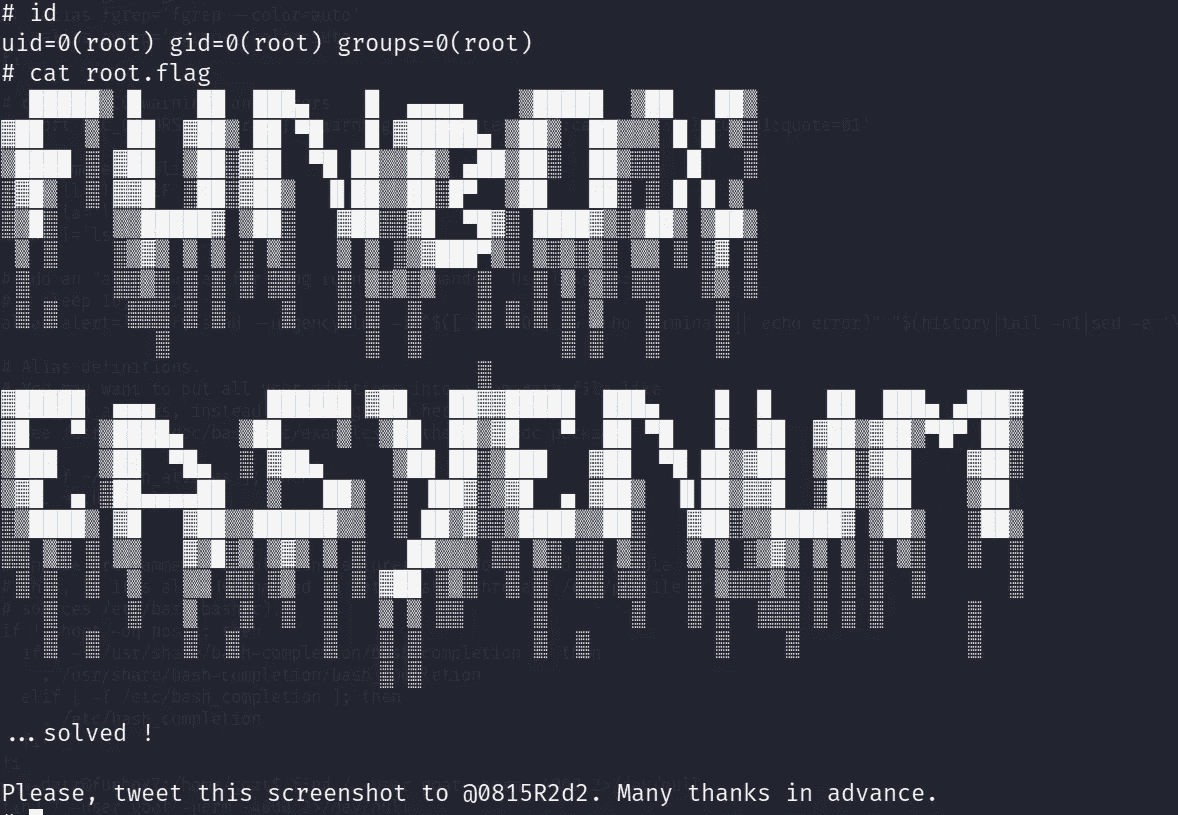 # id
uid=0(root) gid=0(root) groups=0(root)
# cat root.flag
FUNBOX
EASYENUM
...solved !
Please, tweet this screenshot to @0815R2d2. Many thanks in advance.
#